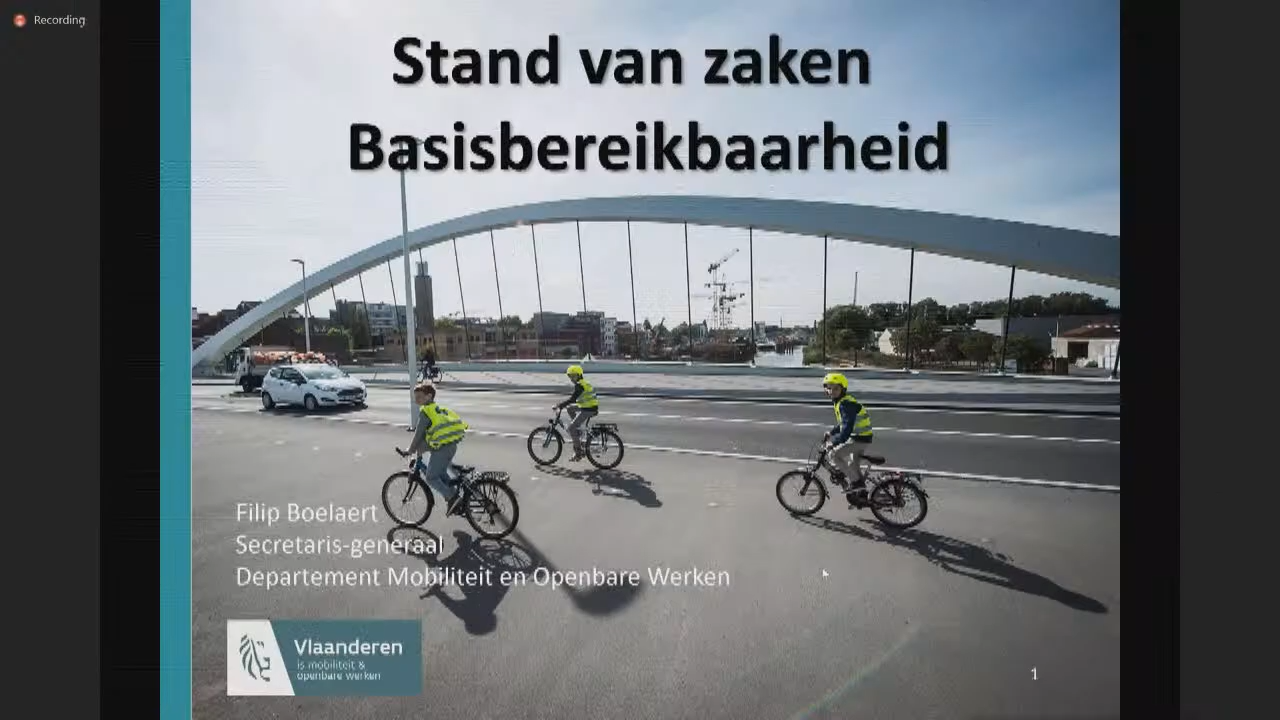 Recording
Stand van zaken
Basisbereikbaarheid
Filip Boelaert
Secretaris-generaal
Departement Mobiliteit en Openbare Werken
Vlaanderen
is mobiliteit &
openbare werken
1